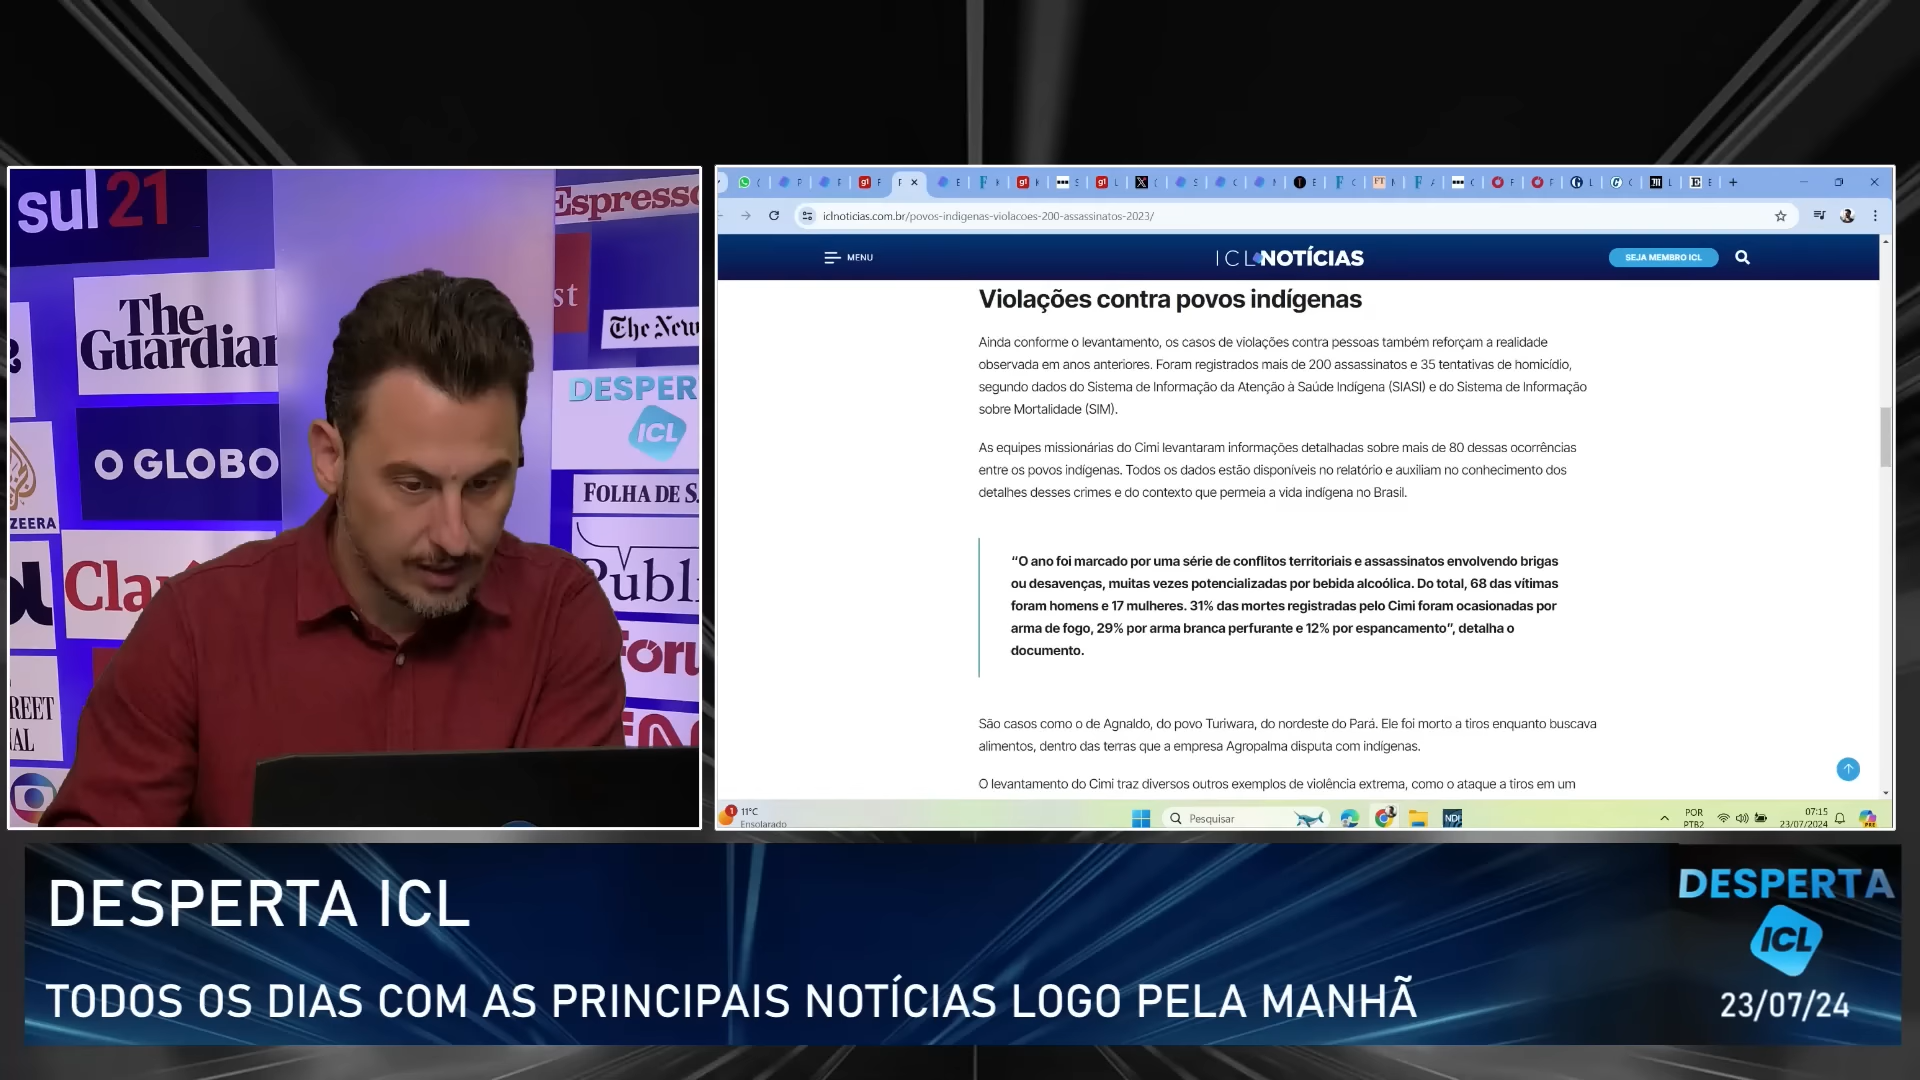 sul21
Espresso
The
Guardian
st
The New
DESPER
ICL
O GLOBO
FOLHA DE S.
ZEERA
Públi
Clarí
REET
AL
iclnoticias.com.br/povos-indigenas-violacoes-200-assassinatos-2023/
MENU
ICL NOTÍCIAS
SEJA MEMBRO ICL
Violações contra povos indígenas
Ainda conforme o levantamento, os casos de violações contra pessoas também reforçam a realidade
observada em anos anteriores. Foram registrados mais de 200 assassinatos e 35 tentativas de homicídio,
segundo dados do Sistema de Informação da Atenção à Saúde Indígena (SIASI) e do Sistema de Informação
sobre Mortalidade (SIM).
As equipes missionárias do Cimi levantaram informações detalhadas sobre mais de 80 dessas ocorrências
entre os povos indígenas. Todos os dados estão disponíveis no relatório e auxiliam no conhecimento dos
detalhes desses crimes e do contexto que permeia a vida indígena no Brasil.
“O ano foi marcado por uma série de conflitos territoriais e assassinatos envolvendo brigas
ou desavenças, muitas vezes potencializadas por bebida alcoólica. Do total, 68 das vítimas
foram homens e 17 mulheres. 31% das mortes registradas pelo Cimi foram ocasionadas por
arma de fogo, 29% por arma branca perfurante e 12% por espancamento”, detalha o
documento.
São casos como o de Agnaldo, do povo Turiwara, do nordeste do Pará. Ele foi morto a tiros enquanto buscava
alimentos, dentro das terras que a empresa Agropalma disputa com indígenas.
O levantamento do Cimi traz diversos outros exemplos de violência extrema, como o ataque a tiros em um
11°C
Ensolarado
Pesquisar
POR
PTB2
07:15
23/07/2024
DESPERTA ICL
TODOS OS DIAS COM AS PRINCIPAIS NOTÍCIAS LOGO PELA MANHÃ
DESPERTA
ICL
23/07/24